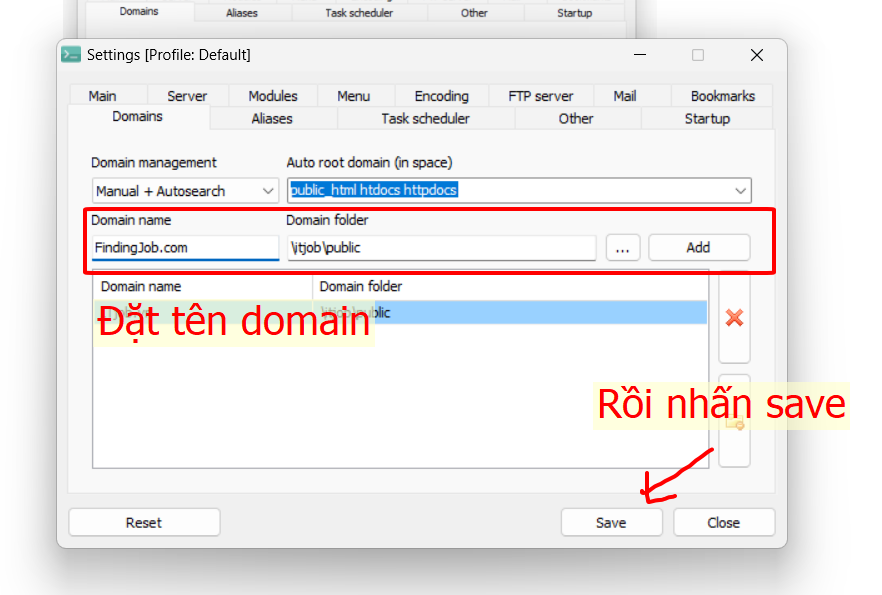 Domains Aliases Task scheduler Other Startup
Settings [Profile: Default]
Main Server Modules Menu Encoding FTP server Mail Bookmarks
Domains Aliases Task scheduler Other Startup
Domain management Auto root domain (in space)
Manual + Autosearch public_html htdocs httpdocs
Domain name Domain folder
FindingJob.com \itjob\public ... Add
Domain name Domain folder
\itjob\public
Đặt tên domain
Rồi nhấn save
Reset Save Close